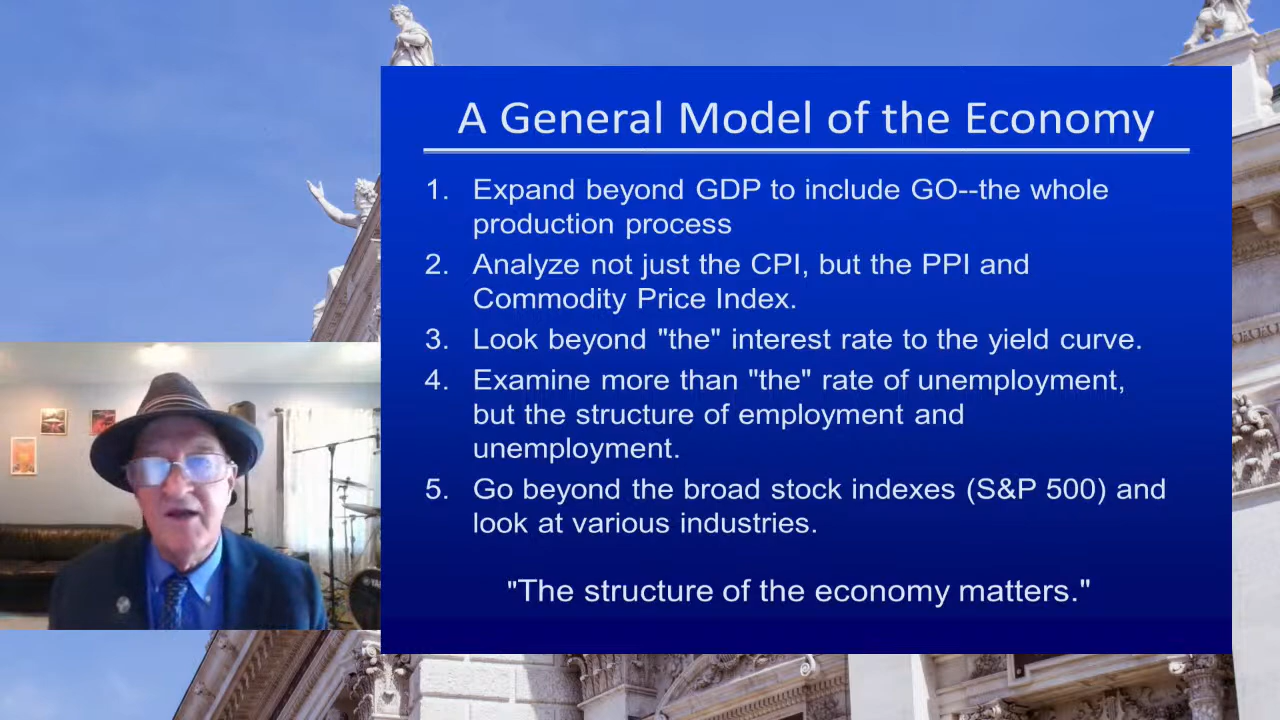 A General Model of the Economy
1. Expand beyond GDP to include GO--the whole
production process
2. Analyze not just the CPI, but the PPI and
Commodity Price Index.
3. Look beyond "the" interest rate to the yield curve.
4. Examine more than "the" rate of unemployment,
but the structure of employment and
unemployment.
5. Go beyond the broad stock indexes (S&P 500) and
look at various industries.
"The structure of the economy matters."